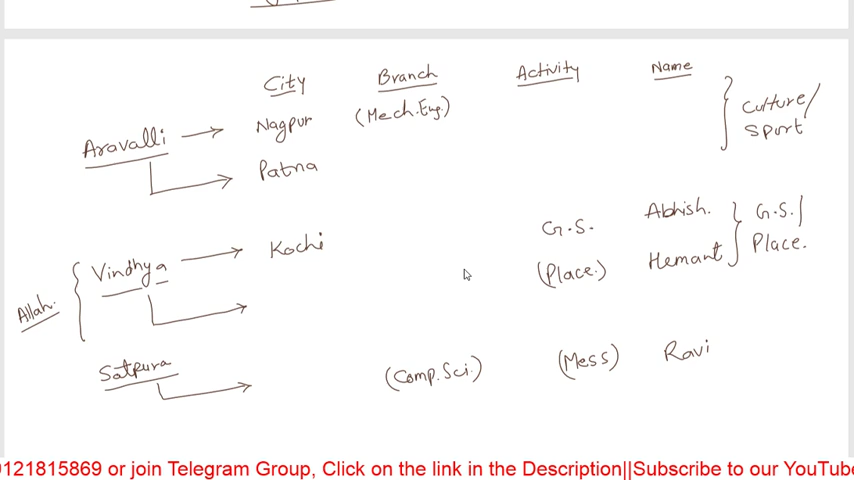 City Branch Activity Name
Aravalli Nagpur (Mech.Eng.) Culture/
Patna Sport
Vindhya Kochi G.S. Abhish. G.S./
Allah. (Place.) Hemant Place.
Satpura (Comp.Sci.) (Mess) Ravi
0121815869 or join Telegram Group, Click on the link in the Description||Subscribe to our YouTube